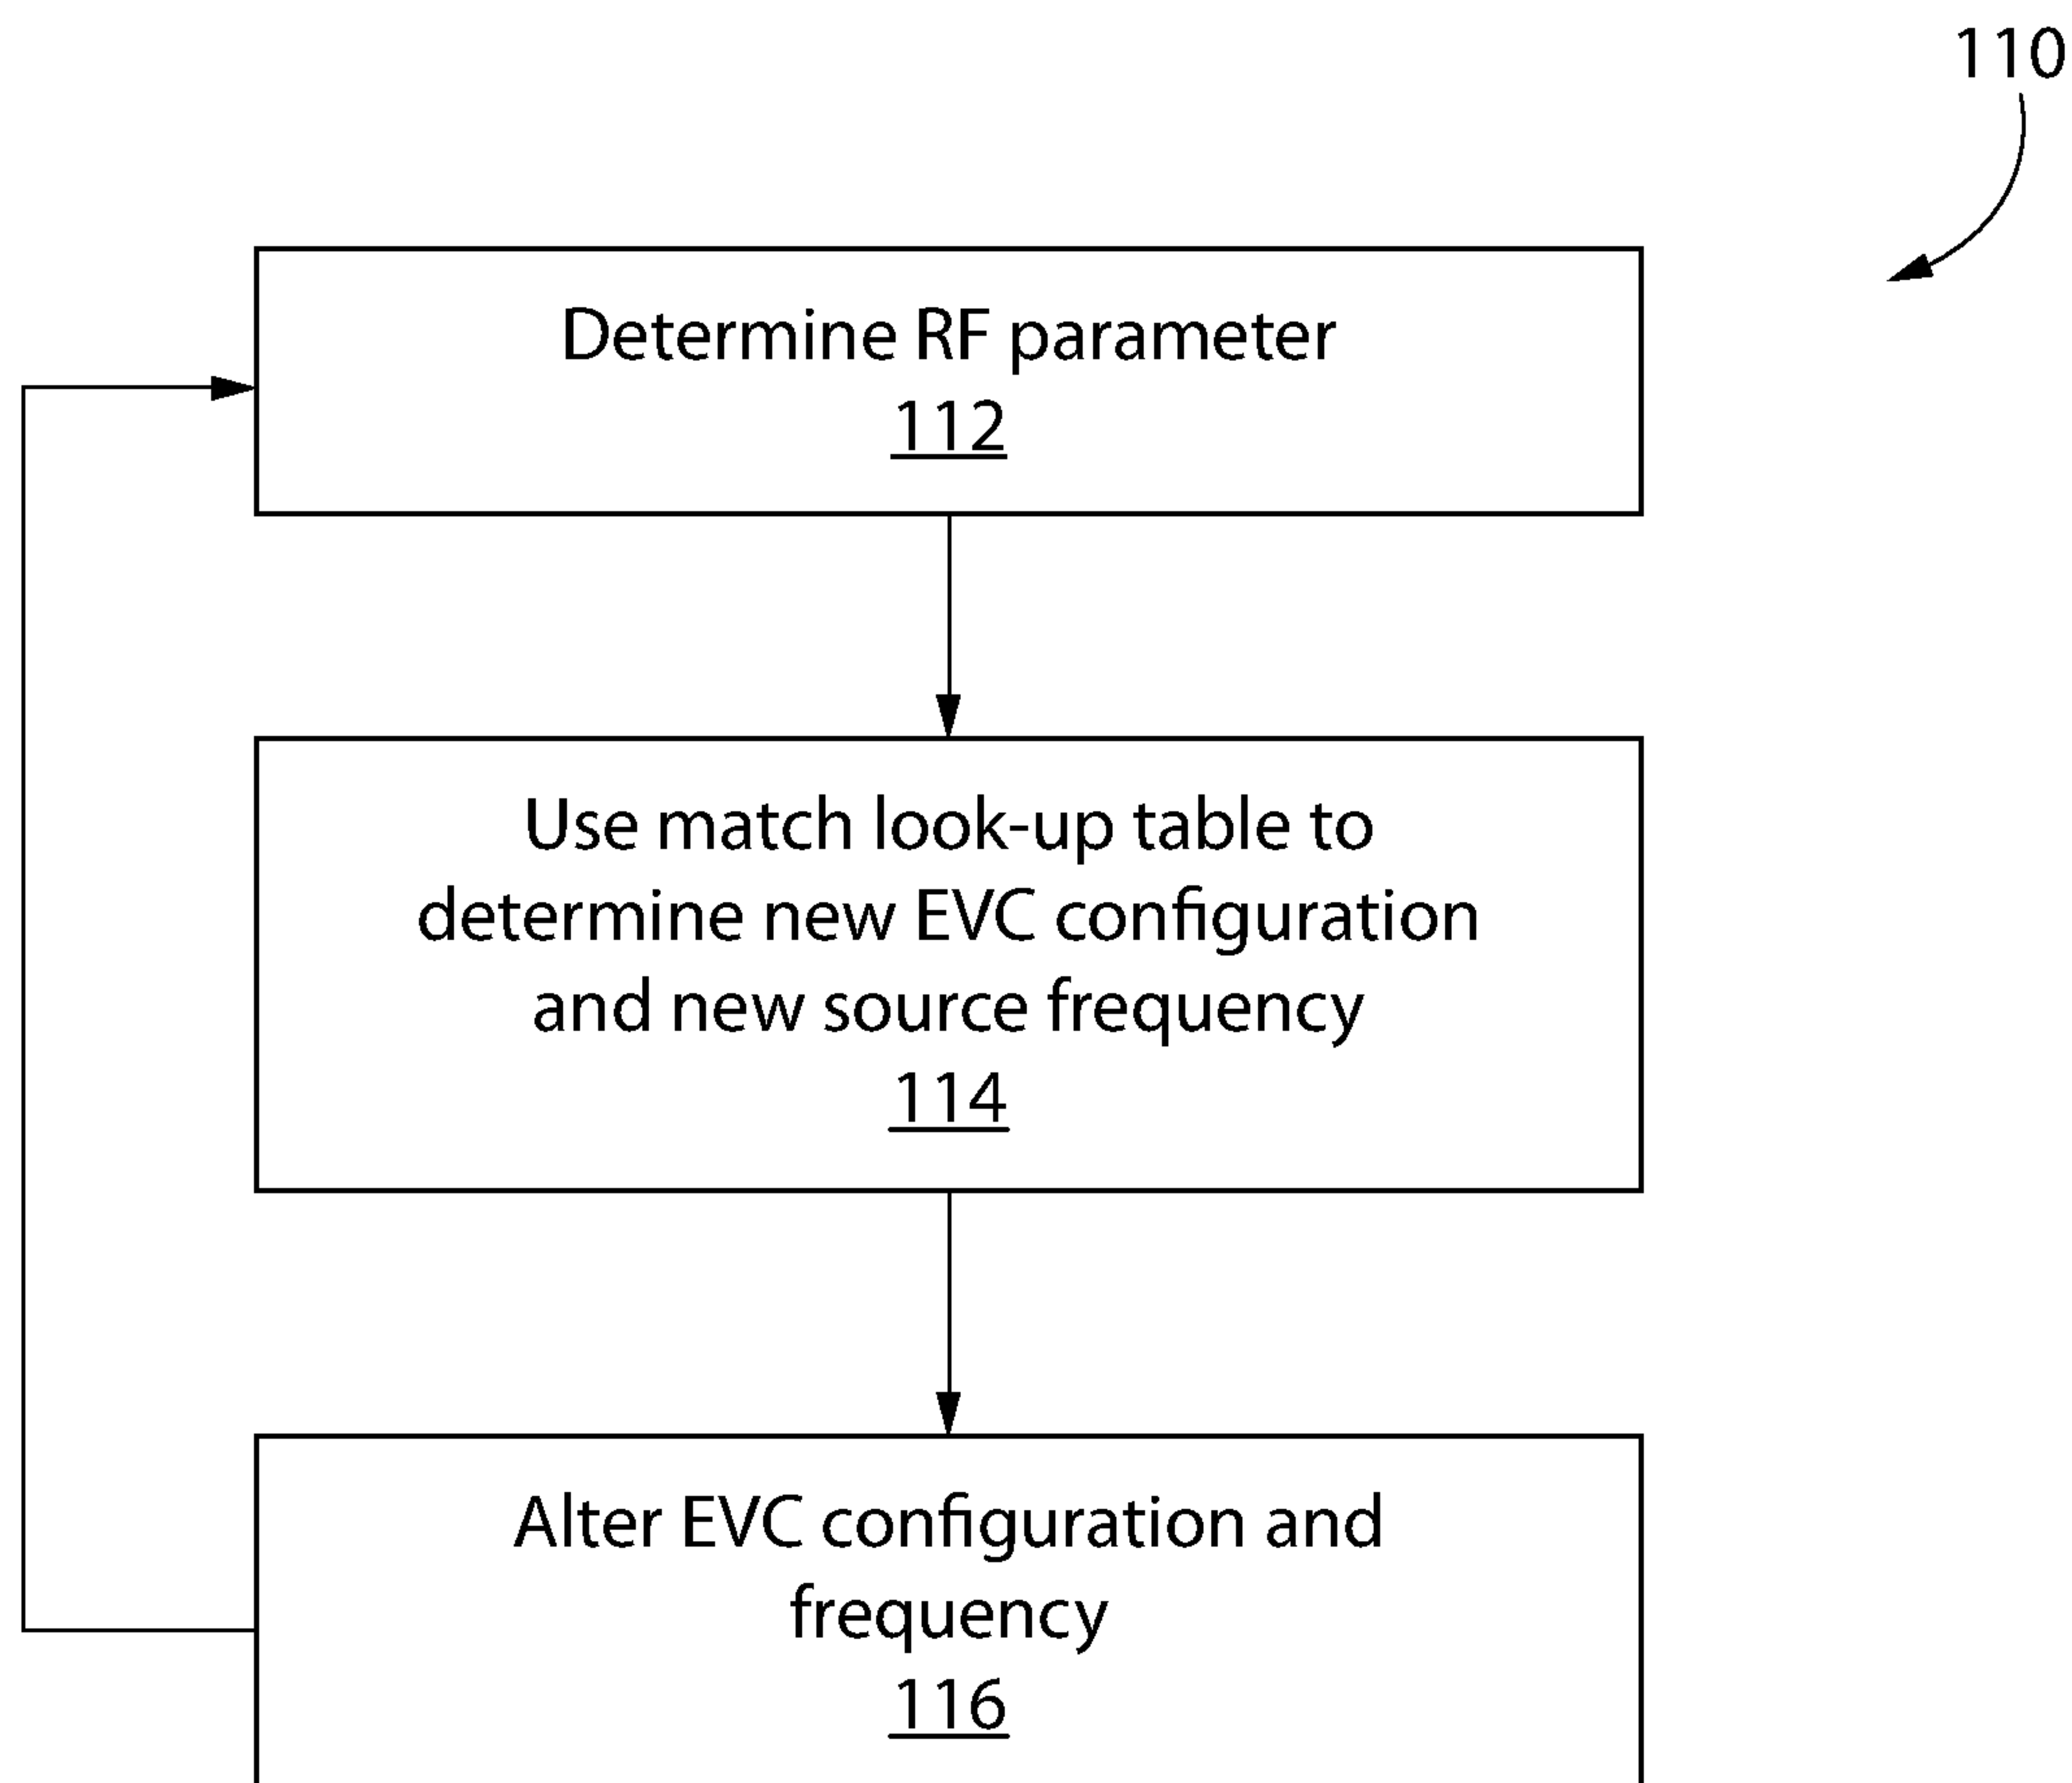 110
Determine RF parameter
112
Use match look-up table to
determine new EVC configuration
and new source frequency
114
Alter EVC configuration and
frequency
116